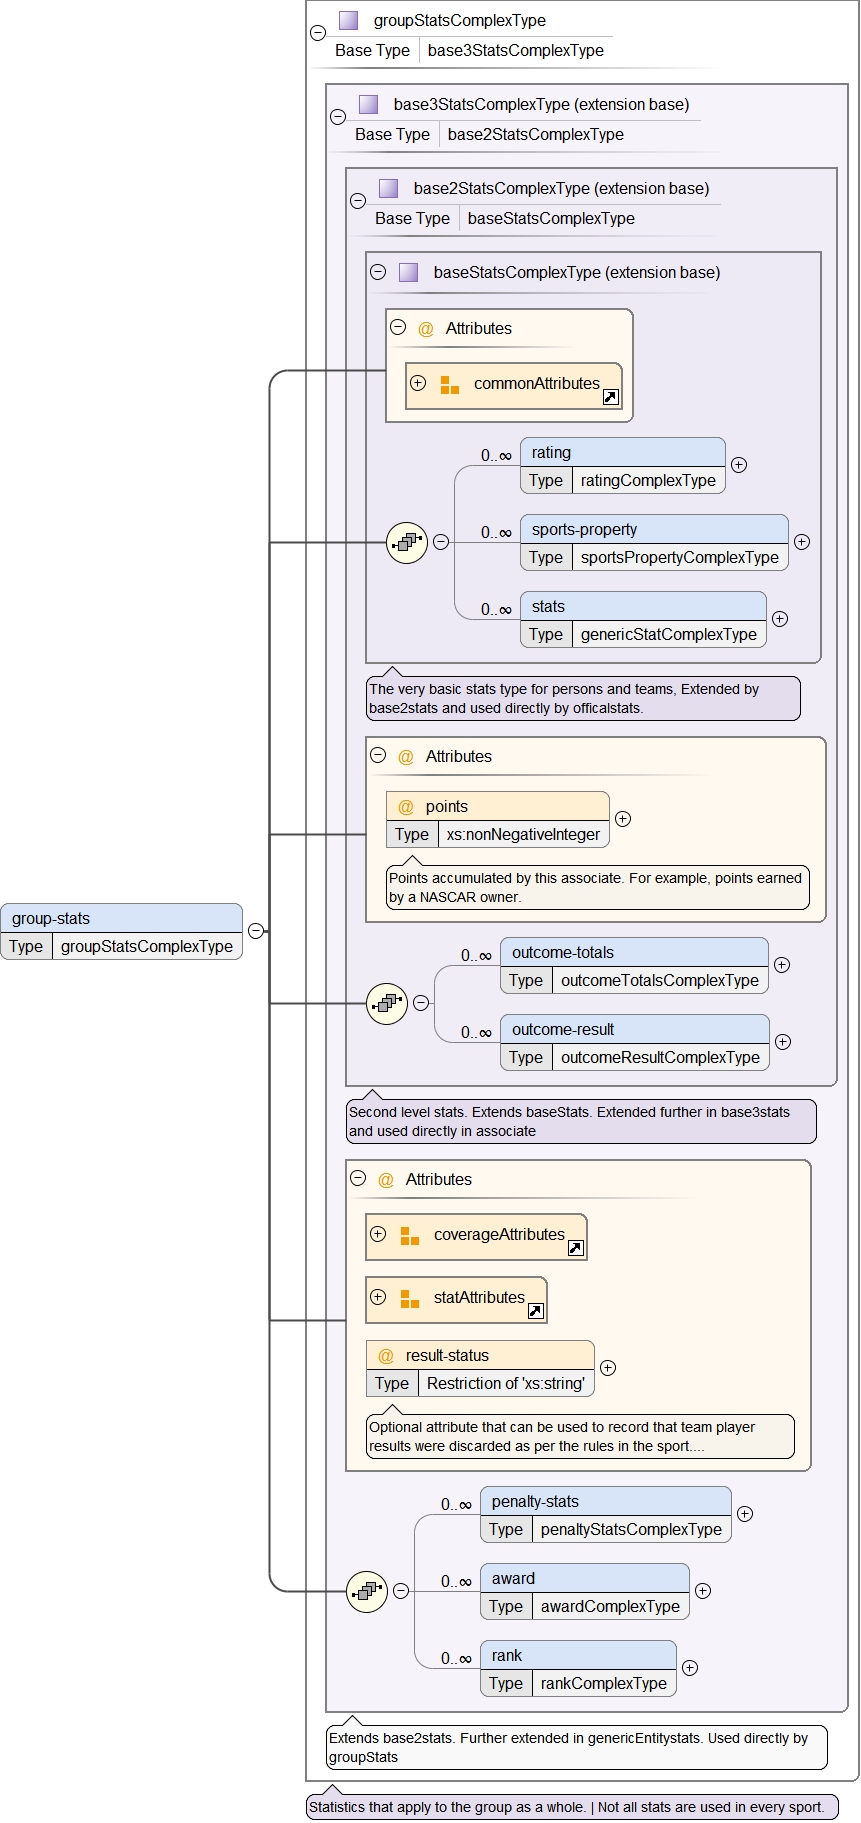 groupStatsComplexType
Base Type base3StatsComplexType
base3StatsComplexType (extension base)
Base Type base2StatsComplexType
base2StatsComplexType (extension base)
Base Type baseStatsComplexType
baseStatsComplexType (extension base)
@ Attributes
commonAttributes
0..∞ rating
Type ratingComplexType
0..∞ sports-property
Type sportsPropertyComplexType
0..∞ stats
Type genericStatComplexType
The very basic stats type for persons and teams, Extended by
base2stats and used directly by officalstats.
@ Attributes
@ points
Type xs:nonNegativeInteger
Points accumulated by this associate. For example, points earned
by a NASCAR owner.
group-stats
Type groupStatsComplexType
0..∞ outcome-totals
Type outcomeTotalsComplexType
0..∞ outcome-result
Type outcomeResultComplexType
Second level stats. Extends baseStats. Extended further in base3stats
and used directly in associate
@ Attributes
coverageAttributes
statAttributes
@ result-status
Type Restriction of 'xs:string'
Optional attribute that can be used to record that team player
results were discarded as per the rules in the sport....
0..∞ penalty-stats
Type penaltyStatsComplexType
0..∞ award
Type awardComplexType
0..∞ rank
Type rankComplexType
Extends base2stats. Further extended in genericEntitystats. Used directly by
groupStats
Statistics that apply to the group as a whole. | Not all stats are used in every sport.